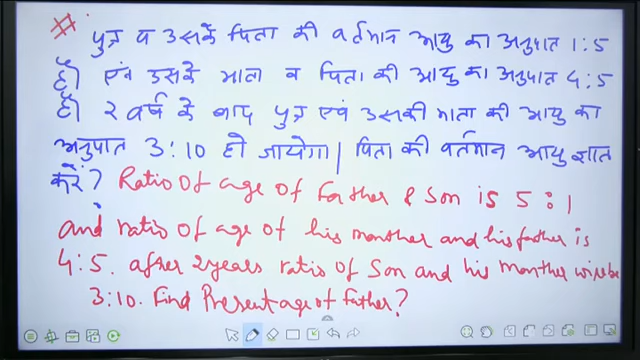 # पुत्र व उसके पिता की वर्तमान आयु का अनुपात 1:5
है। एवं उसके माता व पिता की आयु का अनुपात 4:5
है। २ वर्ष के बाद पुत्र एवं उसकी माता की आयु का
अनुपात 3:10 हो जायेगा| पिता की वर्तमान आयु ज्ञात
करें? Ratio Of age of Father & Son is 5:1
and ratio of age of his monther and his father is
4:5. after 2 years ratio of Son and his monther will be
3:10. Find Present age of Father?